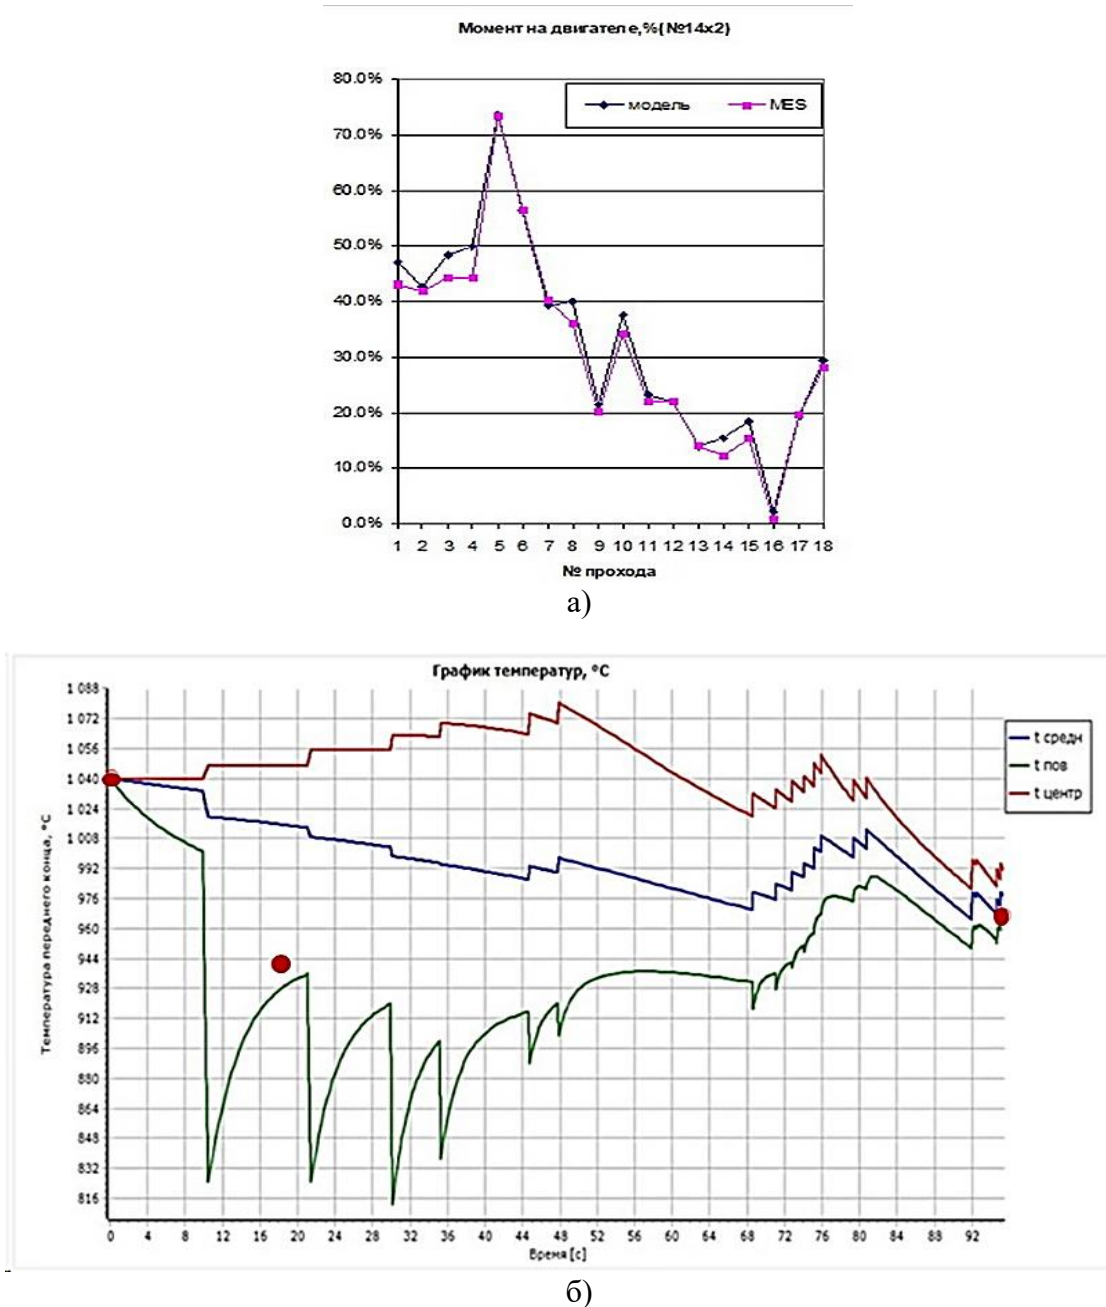 Момент на двигателе,%(№14х2)
80.0%
модель MES
70.0%
60.0%
50.0%
40.0%
30.0%
20.0%
10.0%
0.0%
1 2 3 4 5 6 7 8 9 10 11 12 13 14 15 16 17 18
№ прохода
а)
График температур, °C
1 088
1 072
1 056
1 040
1 024
1 008
992
976
960
944
928
912
896
880
864
848
832
816
Температура переднего конца, °C
t средн
t пов
t центр
0 4 8 12 16 20 24 28 32 36 40 44 48 52 56 60 64 68 72 76 80 84 88 92
Время [с]
б)